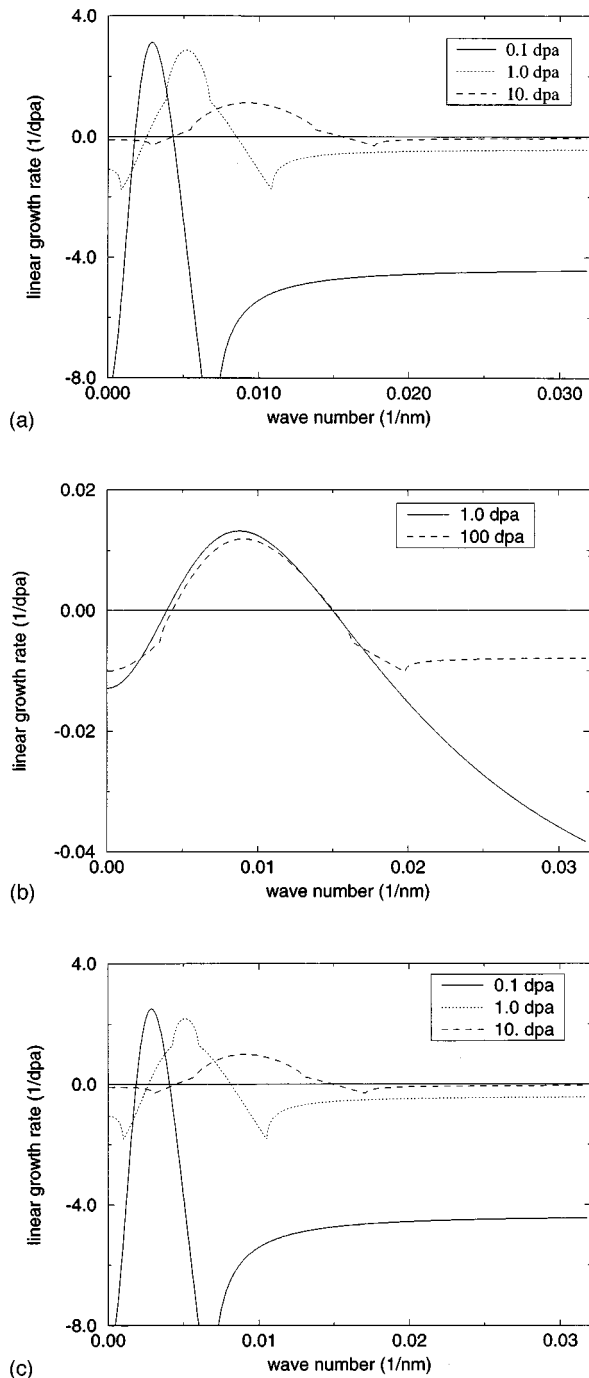 4.0
0.1 dpa
1.0 dpa
10. dpa
0.0
-4.0
-8.0
0.000
0.010
0.020
0.030
linear growth rate (1/dpa)
wave number (1/nm)
(a)
0.02
1.0 dpa
100 dpa
0.00
-0.02
-0.04
0.00
0.01
0.02
0.03
linear growth rate (1/dpa)
wave number (1/nm)
(b)
4.0
0.1 dpa
1.0 dpa
10. dpa
0.0
-4.0
-8.0
0.00
0.01
0.02
0.03
linear growth rate (1/dpa)
wave number (1/nm)
(c)